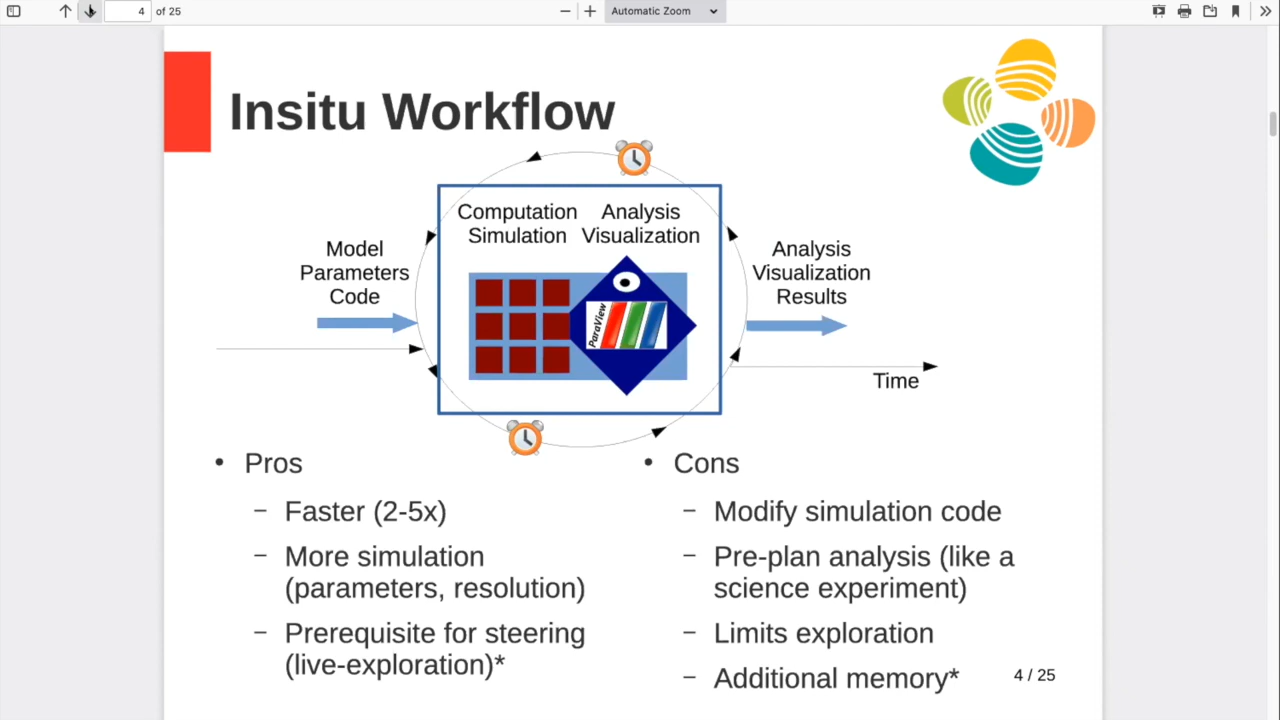 4 of 25
Automatic Zoom
Insitu Workflow
Computation
Simulation
Analysis
Visualization
Model
Parameters
Code
ParaView
Analysis
Visualization
Results
Time
• Pros
– Faster (2-5x)
– More simulation
(parameters, resolution)
– Prerequisite for steering
(live-exploration)*
• Cons
– Modify simulation code
– Pre-plan analysis (like a
science experiment)
– Limits exploration
– Additional memory*
4 / 25